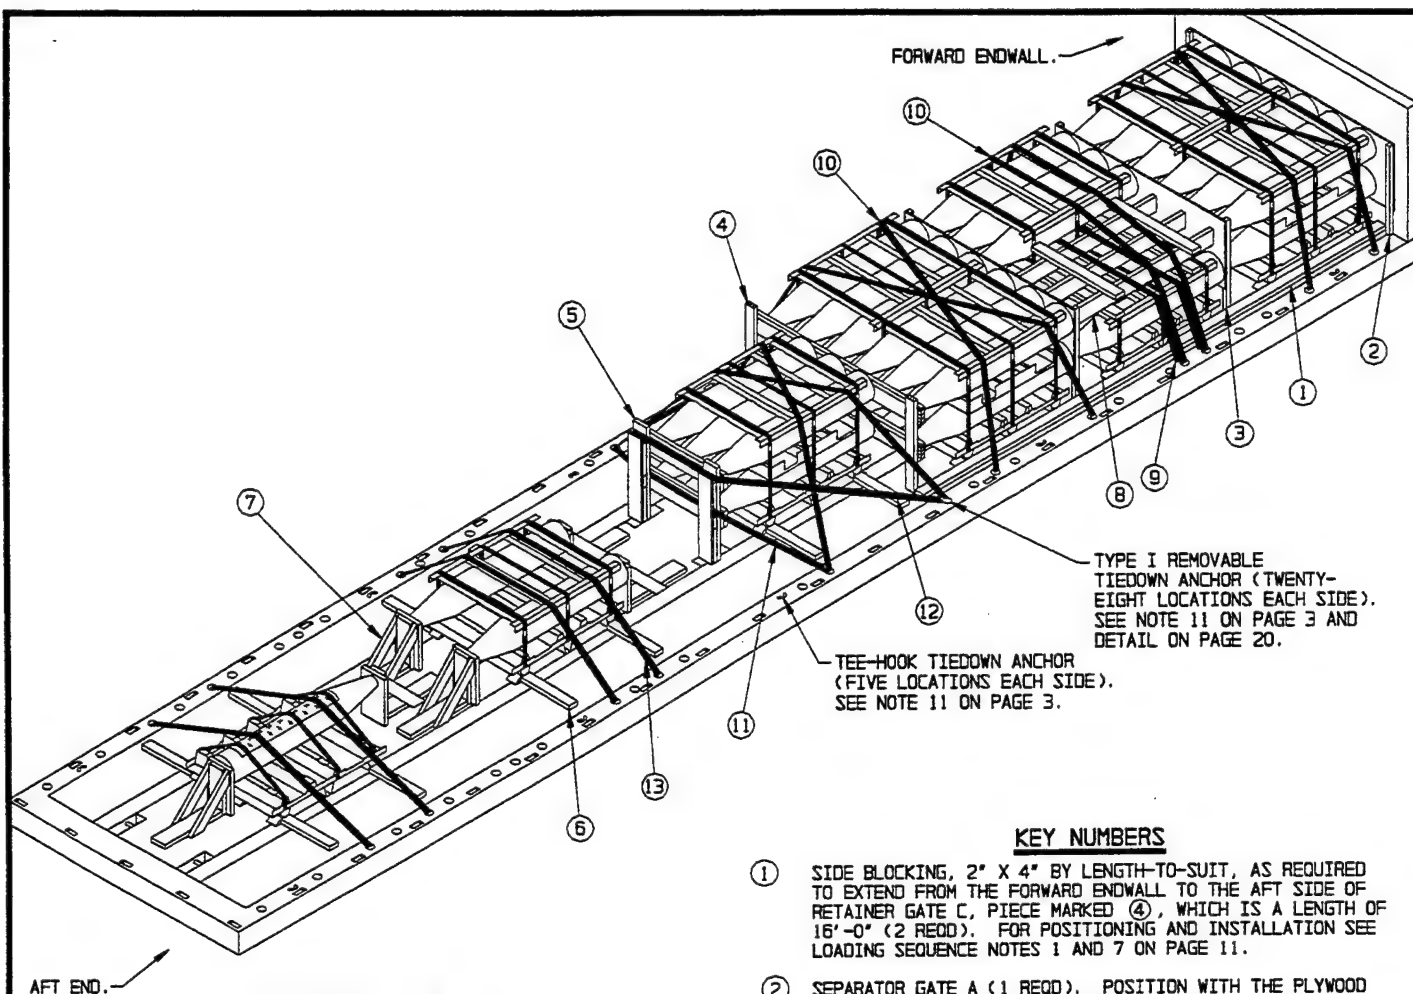 FORWARD ENDWALL.
10
10
4
5
2
1
3
7
8
9
TYPE I REMOVABLE
TIEDOWN ANCHOR (TWENTY-
EIGHT LOCATIONS EACH SIDE).
SEE NOTE 11 ON PAGE 3 AND
DETAIL ON PAGE 20.
12
TEE-HOOK TIEDOWN ANCHOR
(FIVE LOCATIONS EACH SIDE).
SEE NOTE 11 ON PAGE 3.
11
13
6
KEY NUMBERS
1 SIDE BLOCKING, 2" X 4" BY LENGTH-TO-SUIT, AS REQUIRED
TO EXTEND FROM THE FORWARD ENDWALL TO THE AFT SIDE OF
RETAINER GATE C, PIECE MARKED 4, WHICH IS A LENGTH OF
16'-0" (2 REQD). FOR POSITIONING AND INSTALLATION SEE
LOADING SEQUENCE NOTES 1 AND 7 ON PAGE 11.
AFT END.
2 SEPARATOR GATE A (1 REQD). POSITION WITH THE PLYWOOD